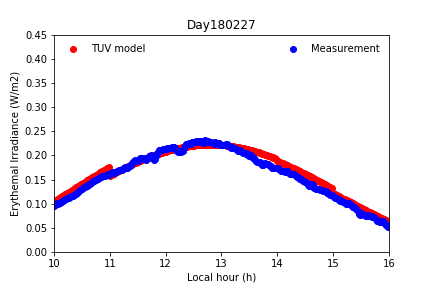 Day180227
TUV model
Measurement
Erythemal Irradiance (W/m2)
0.45
0.40
0.35
0.30
0.25
0.20
0.15
0.10
0.05
0.00
10 11 12 13 14 15 16
Local hour (h)